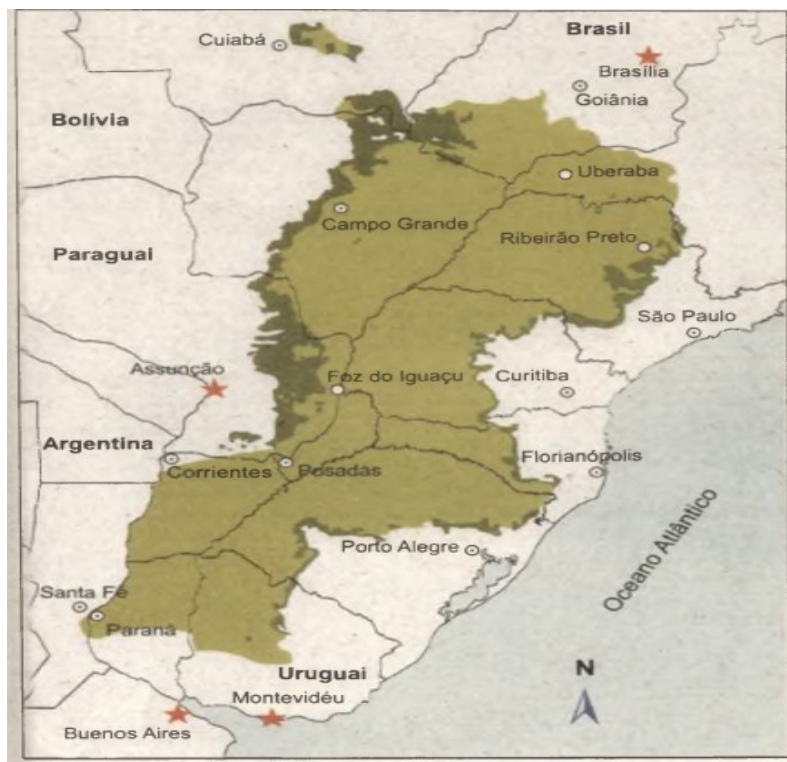 Brasil
Cuiabá
Brasília
Goiânia
Bolívia
Uberaba
Campo Grande
Ribeirão Preto
Paraguai
São Paulo
Assunção
Foz do Iguaçu
Curitiba
Argentina
Corrientes
Posadas
Florianópolis
Oceano Atlântico
Porto Alegre
Santa Fé
Paraná
Uruguai
N
Montevidéu
Buenos Aires